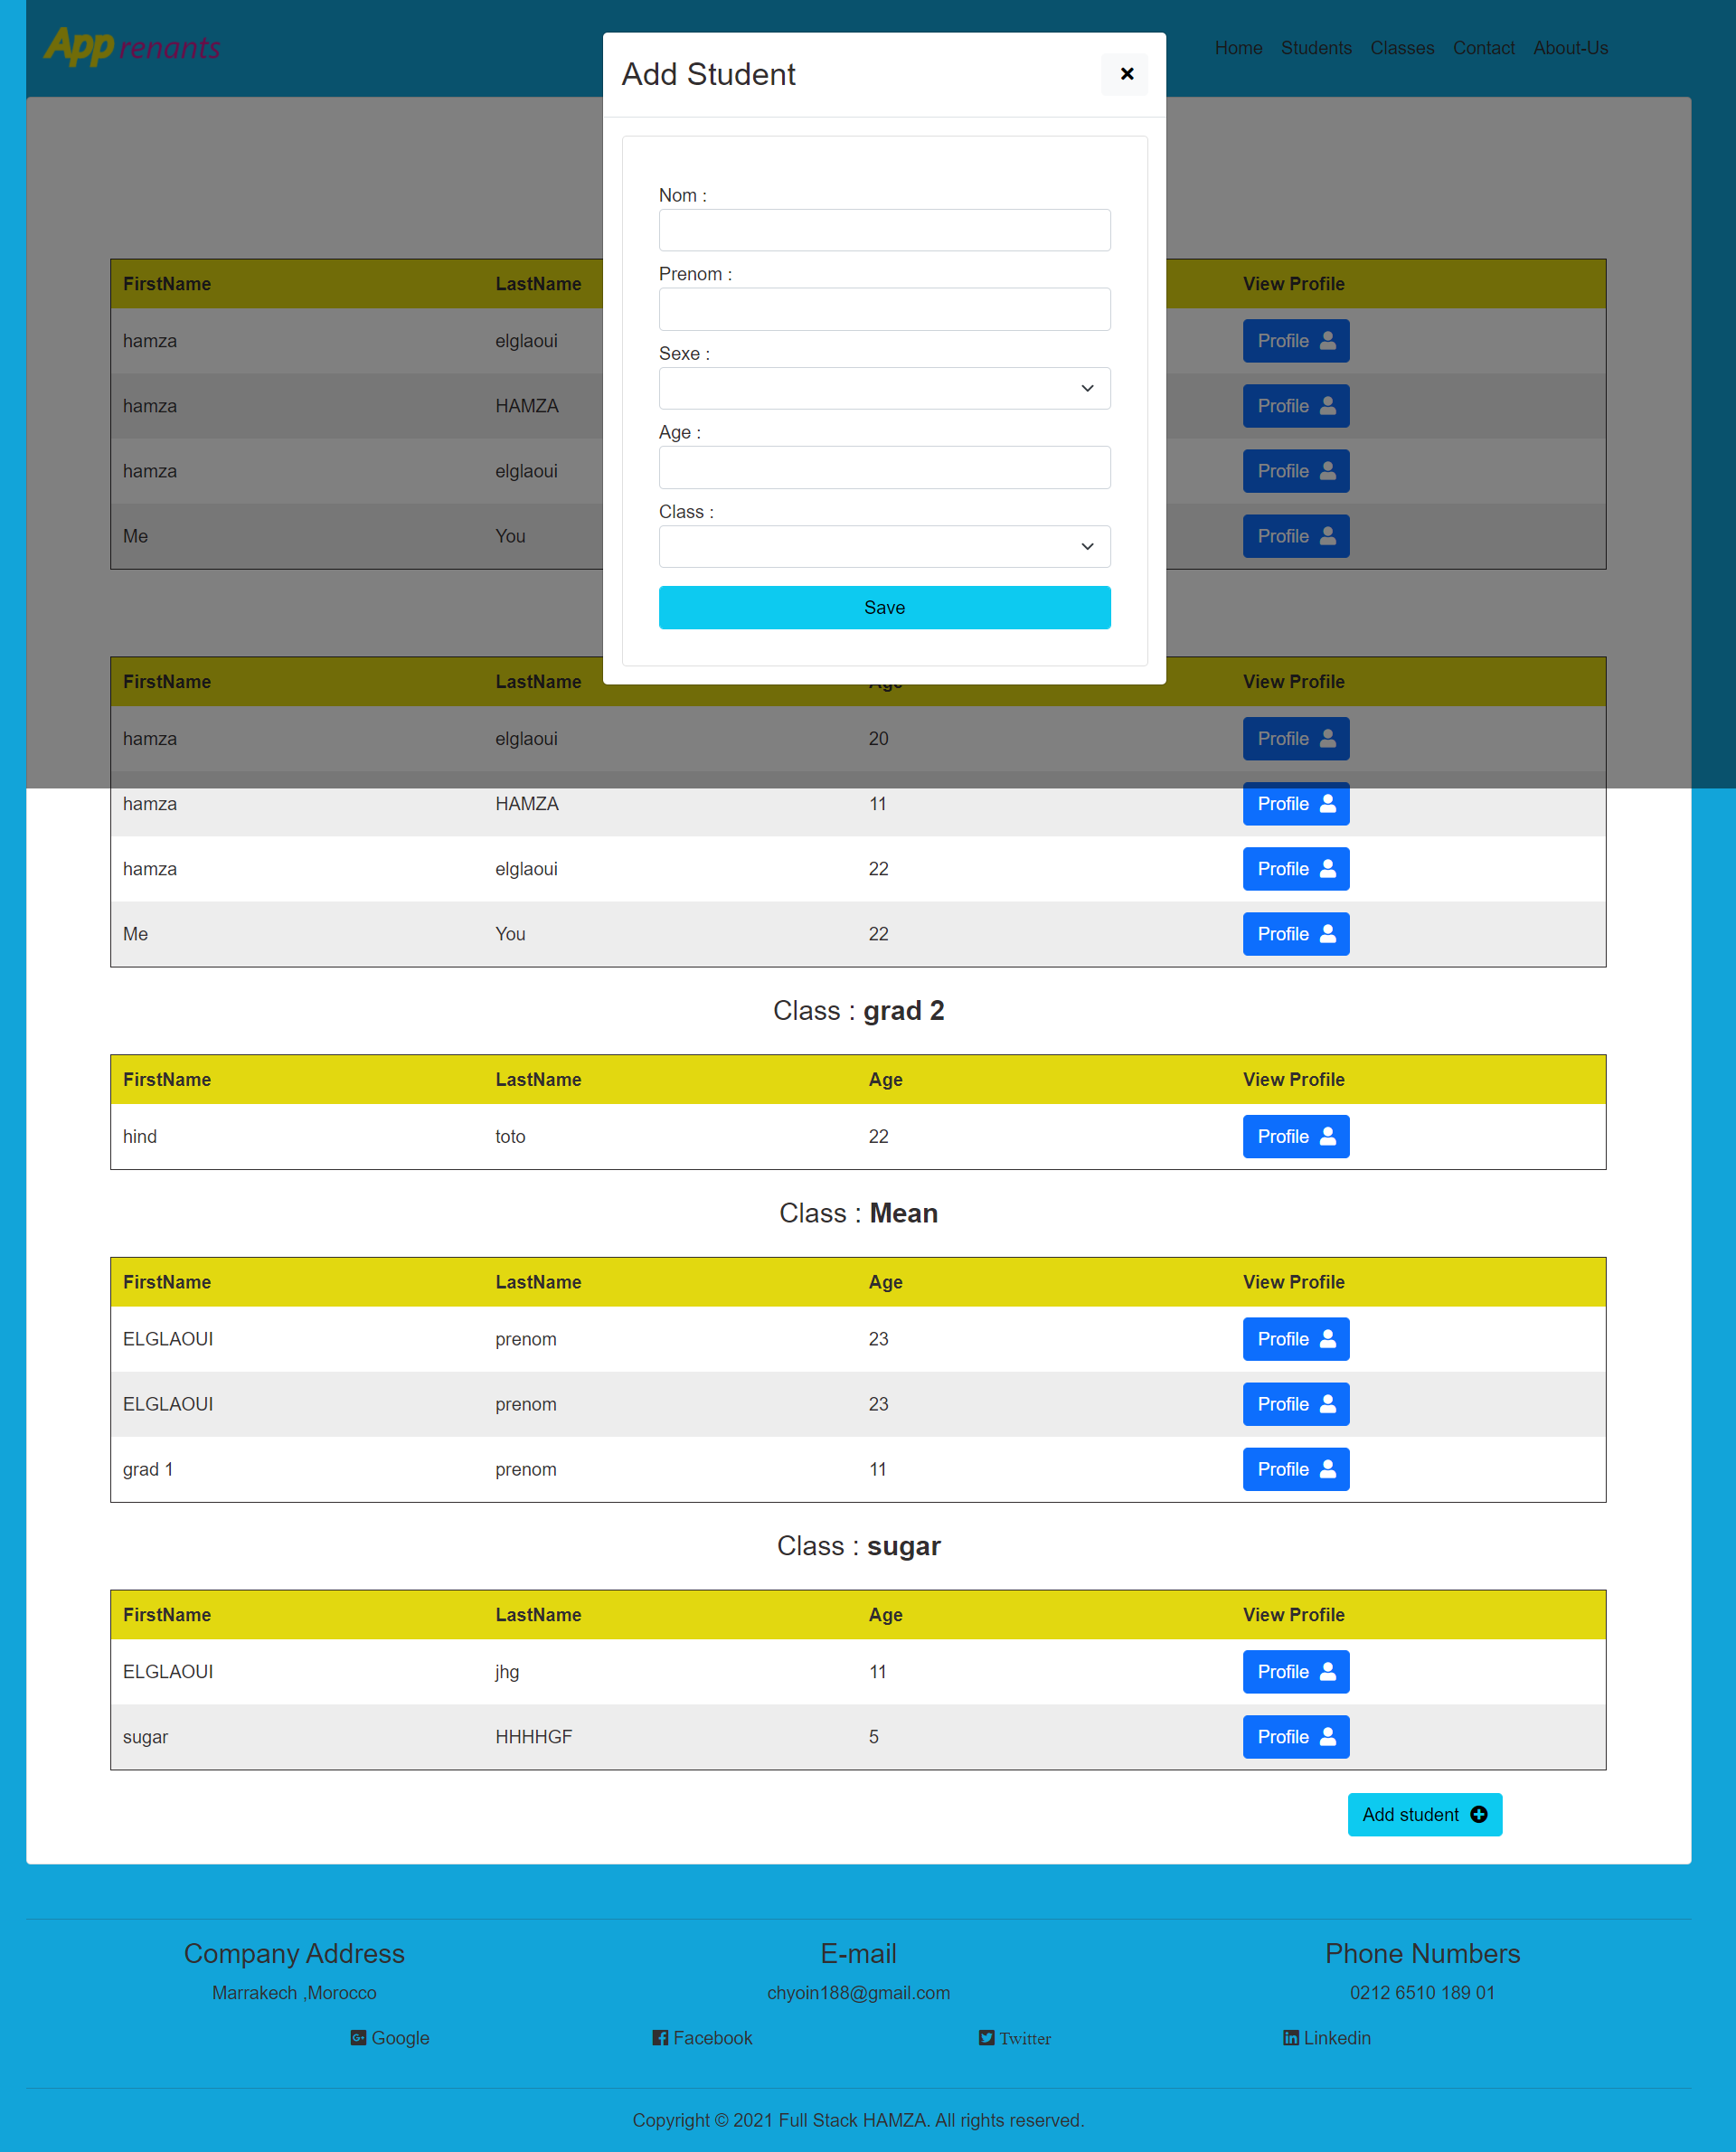 App renants
Home Students Classes Contact About-Us
Add Student
Nom :
Prenom :
Sexe :
Age :
Class :
Save
FirstName LastName View Profile
hamza elglaoui Profile
hamza HAMZA Profile
hamza elglaoui Profile
Me You Profile
FirstName LastName Age View Profile
hamza elglaoui 20 Profile
hamza HAMZA 11 Profile
hamza elglaoui 22 Profile
Me You 22 Profile
Class : grad 2
FirstName LastName Age View Profile
hind toto 22 Profile
Class : Mean
FirstName LastName Age View Profile
ELGLAOUI prenom 23 Profile
ELGLAOUI prenom 23 Profile
grad 1 prenom 11 Profile
Class : sugar
FirstName LastName Age View Profile
ELGLAOUI jhg 11 Profile
sugar HHHHGF 5 Profile
Add student
Company Address E-mail Phone Numbers
Marrakech ,Morocco chyoin188@gmail.com 0212 6510 189 01
Google Facebook Twitter Linkedin
Copyright © 2021 Full Stack HAMZA. All rights reserved.